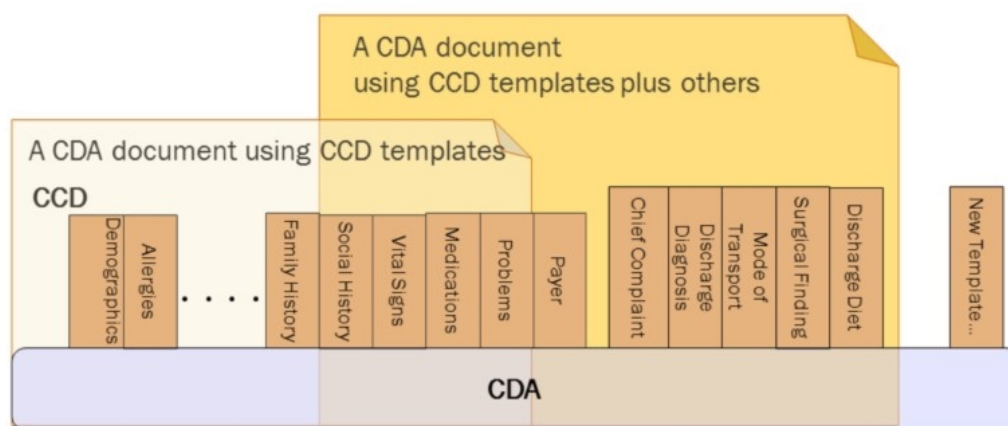 A CDA document
using CCD templates plus others
A CDA document using CCD templates
CCD
Demographics
Allergies
. . . . .
Family History
Social History
Vital Signs
Medications
Problems
Payer
Chief Complaint
Discharge
Diagnosis
Mode of
Transport
Surgical Finding
Discharge Diet
New Template...
CDA